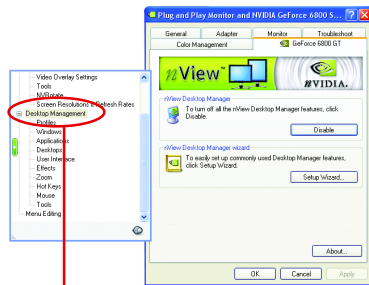 Plug and Play Monitor and NVIDIA GeForce 6800 S...
General
Adapter
Monitor
Troubleshoot
Color Management
GeForce 6800 GT
nView
nVIDIA.
nView Desktop Manager
To turn off all the nView Desktop Manager features, click
Disable.
Disable
nView Desktop Manager wizard
To easily set up commonly used Desktop Manager features,
click Setup Wizard.
Setup Wizard...
About...
OK
Cancel
Apply
Video Overlay Settings
Tools
NVRotate
Screen Resolutions & Refresh Rates
Desktop Management
Profiles
Windows
Applications
Desktops
User Interface
Effects
Zoom
Hot Keys
Mouse
Tools
Menu Editing